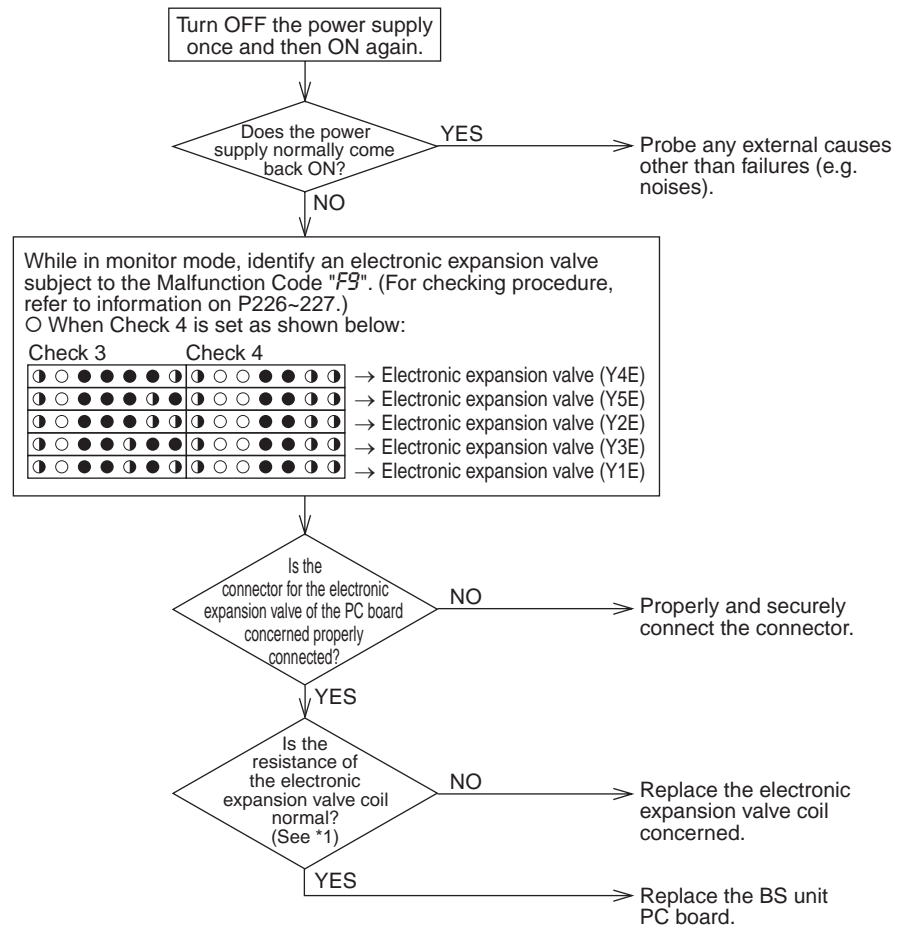 Turn OFF the power supply
once and then ON again.
Does the power
supply normally come
back ON?
YES
Probe any external causes
other than failures (e.g.
noises).
NO
While in monitor mode, identify an electronic expansion valve
subject to the Malfunction Code "F9". (For checking procedure,
refer to information on P226~227.)
○ When Check 4 is set as shown below:
Check 3 Check 4
◑ ○ ● ● ● ● ◑ ◑ ○ ○ ● ● ◑ ◑ → Electronic expansion valve (Y4E)
◑ ○ ● ● ● ◑ ● ◑ ○ ○ ● ● ◑ ◑ → Electronic expansion valve (Y5E)
◑ ○ ● ● ● ◑ ◑ ◑ ○ ○ ● ● ◑ ◑ → Electronic expansion valve (Y2E)
◑ ○ ● ● ◑ ● ● ◑ ○ ○ ● ● ◑ ◑ → Electronic expansion valve (Y3E)
◑ ○ ● ● ◑ ● ◑ ◑ ○ ○ ● ● ◑ ◑ → Electronic expansion valve (Y1E)
Is the
connector for the electronic
expansion valve of the PC board
concerned properly
connected?
NO
Properly and securely
connect the connector.
YES
Is the
resistance of
the electronic
expansion valve coil
normal?
(See *1)
NO
Replace the electronic
expansion valve coil
concerned.
YES
Replace the BS unit
PC board.